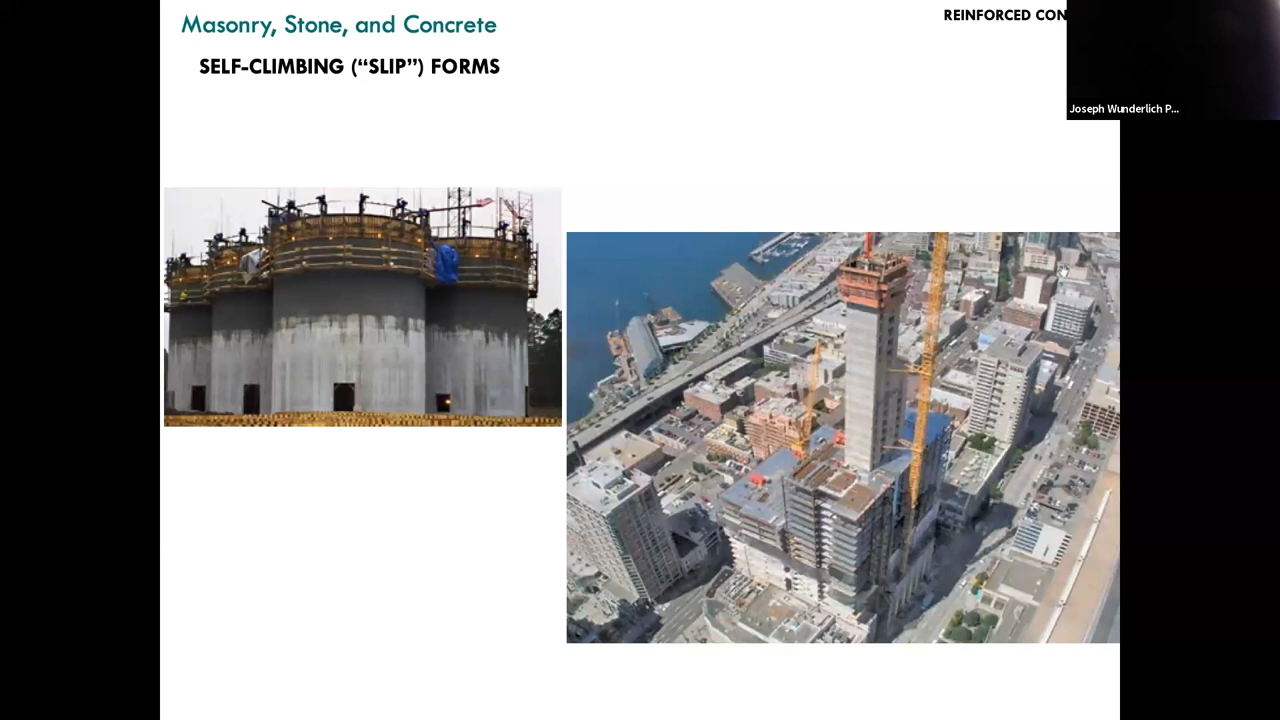 Masonry, Stone, and Concrete
REINFORCED CON
SELF-CLIMBING (“SLIP”) FORMS
Joseph Wunderlich P...